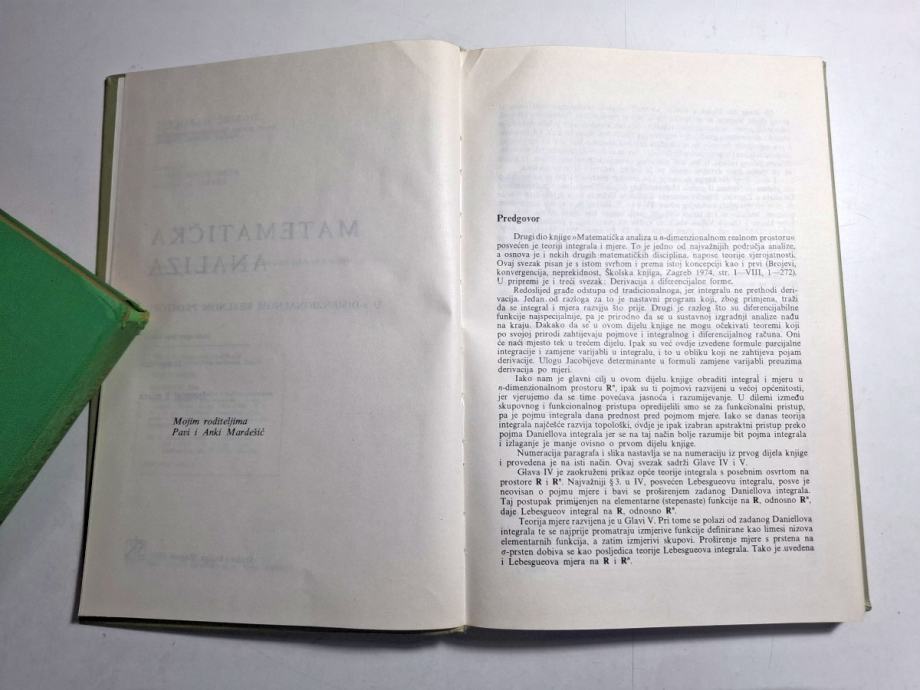 MATEMATIČKA
ANALIZA
Mojim roditeljima
Pavi i Anki Mardešić
Predgovor
Drugi dio knjige »Matematička analiza u n-dimenzionalnom realnom prostoru«
posvećen je teoriji integrala i mjere. To je jedno od najvažnijih područja analize,
a osnova je i nekih drugih matematičkih disciplina, napose teorije vjerojatnosti.
Ovaj svezak pisan je s istom svrhom i prema istoj koncepciji kao i prvi (Brojevi,
konvergencija, neprekidnost, Školska knjiga, Zagreb 1974, str. I—VIII, 1—272).
U pripremi je i treći svezak: Derivacija i diferencijalne forme.
Redoslijed građe odstupa od tradicionalnoga, jer integralu ne prethodi deri-
vacija. Jedan od razloga za to je nastavni program koji, zbog primjena, traži
da se integral i mjera razviju što prije. Drugi je razlog što su diferencijabilne
funkcije najspecijalnije, pa je prirodno da se u sustavnoj izgradnji analize nađu
na kraju. Dakako da se u ovom dijelu knjige ne mogu očekivati teoremi koji
po svojoj prirodi zahtijevaju pojmove i integralnog i diferencijalnog računa. Oni
će naći mjesto tek u trećem dijelu. Ipak su već ovdje izvedene formule parcijalne
integracije i zamjene varijabli u integralu, i to u obliku koji ne zahtijeva pojam
derivacije. Ulogu Jacobijeve determinante u formuli zamjene varijabli preuzima
derivacija po mjeri.
Iako nam je glavni cilj u ovom dijelu knjige obraditi integral i mjeru u
n-dimenzionalnom prostoru Rⁿ, ipak su ti pojmovi razvijeni u većoj općenitosti,
jer vjerujemo da se time povećava jasnoća i razumijevanje. U dilemi između
skupovnog i funkcionalnog pristupa opredijelili smo se za funkcionalni pristup,
pa je pojmu integrala dana prednost pred pojmom mjere. Iako se danas teorija
integrala najčešće razvija topološki, ovdje je ipak izabran apstraktni pristup preko
pojma Daniellova integrala jer se na taj način bolje razumije bit pojma integrala
i izlaganje je manje ovisno o prvom dijelu knjige.
Numeracija paragrafa i slika nastavlja se na numeraciju iz prvog dijela knjige
i provedena je na isti način. Ovaj svezak sadrži Glave IV i V.
Glava IV je zaokruženi prikaz opće teorije integrala s posebnim osvrtom na
prostore R i Rⁿ. Najvažniji § 3. u IV, posvećen Lebesgueovu integralu, posve je
neovisan o pojmu mjere i bavi se proširenjem zadanog Daniellova integrala.
Taj postupak primijenjen na elementarne (stepenaste) funkcije na R, odnosno Rⁿ,
daje Lebesgueov integral na R, odnosno Rⁿ.
Teorija mjere razvijena je u Glavi V. Pri tome se polazi od zadanog Daniellova
integrala te se najprije promatraju izmjerive funkcije definirane kao limesi nizova
elementarnih funkcija, a zatim izmjerivi skupovi. Proširenje mjere s prstena na
σ-prsten dobiva se kao posljedica teorije Lebesgueova integrala. Tako je uvedena
i Lebesgueova mjera na R i Rⁿ.